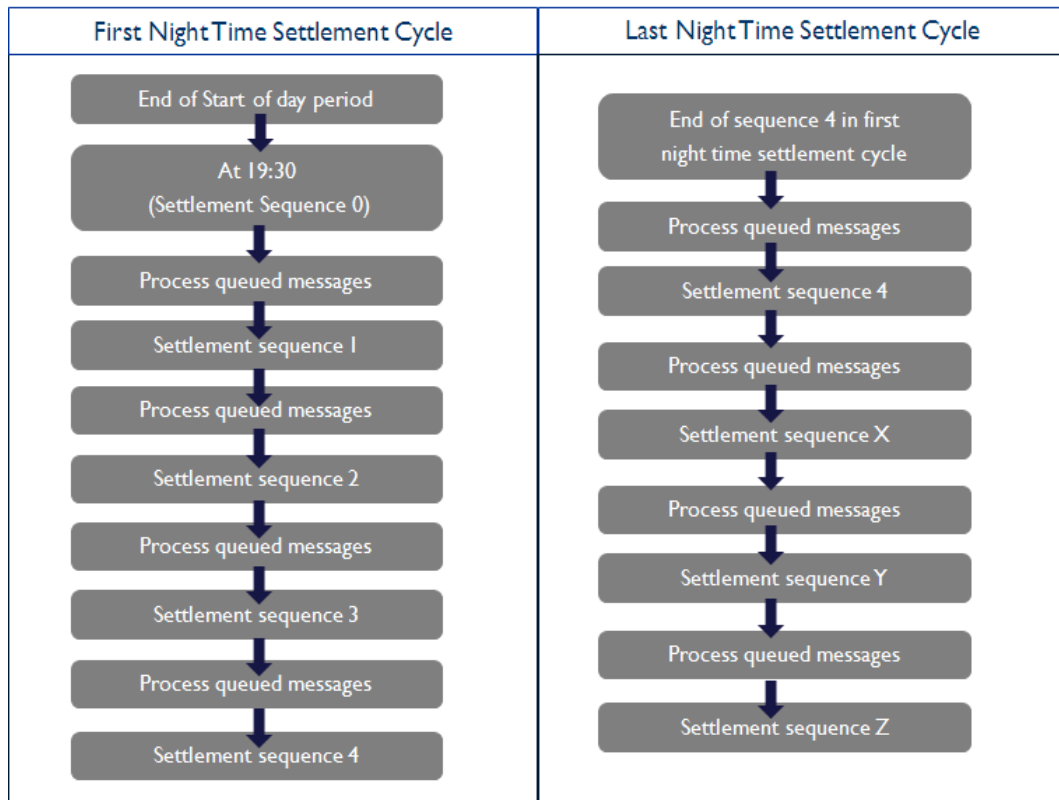 First Night Time Settlement Cycle
End of Start of day period
At 19:30
(Settlement Sequence 0)
Process queued messages
Settlement sequence 1
Process queued messages
Settlement sequence 2
Process queued messages
Settlement sequence 3
Process queued messages
Settlement sequence 4
Last Night Time Settlement Cycle
End of sequence 4 in first
night time settlement cycle
Process queued messages
Settlement sequence 4
Process queued messages
Settlement sequence X
Process queued messages
Settlement sequence Y
Process queued messages
Settlement sequence Z